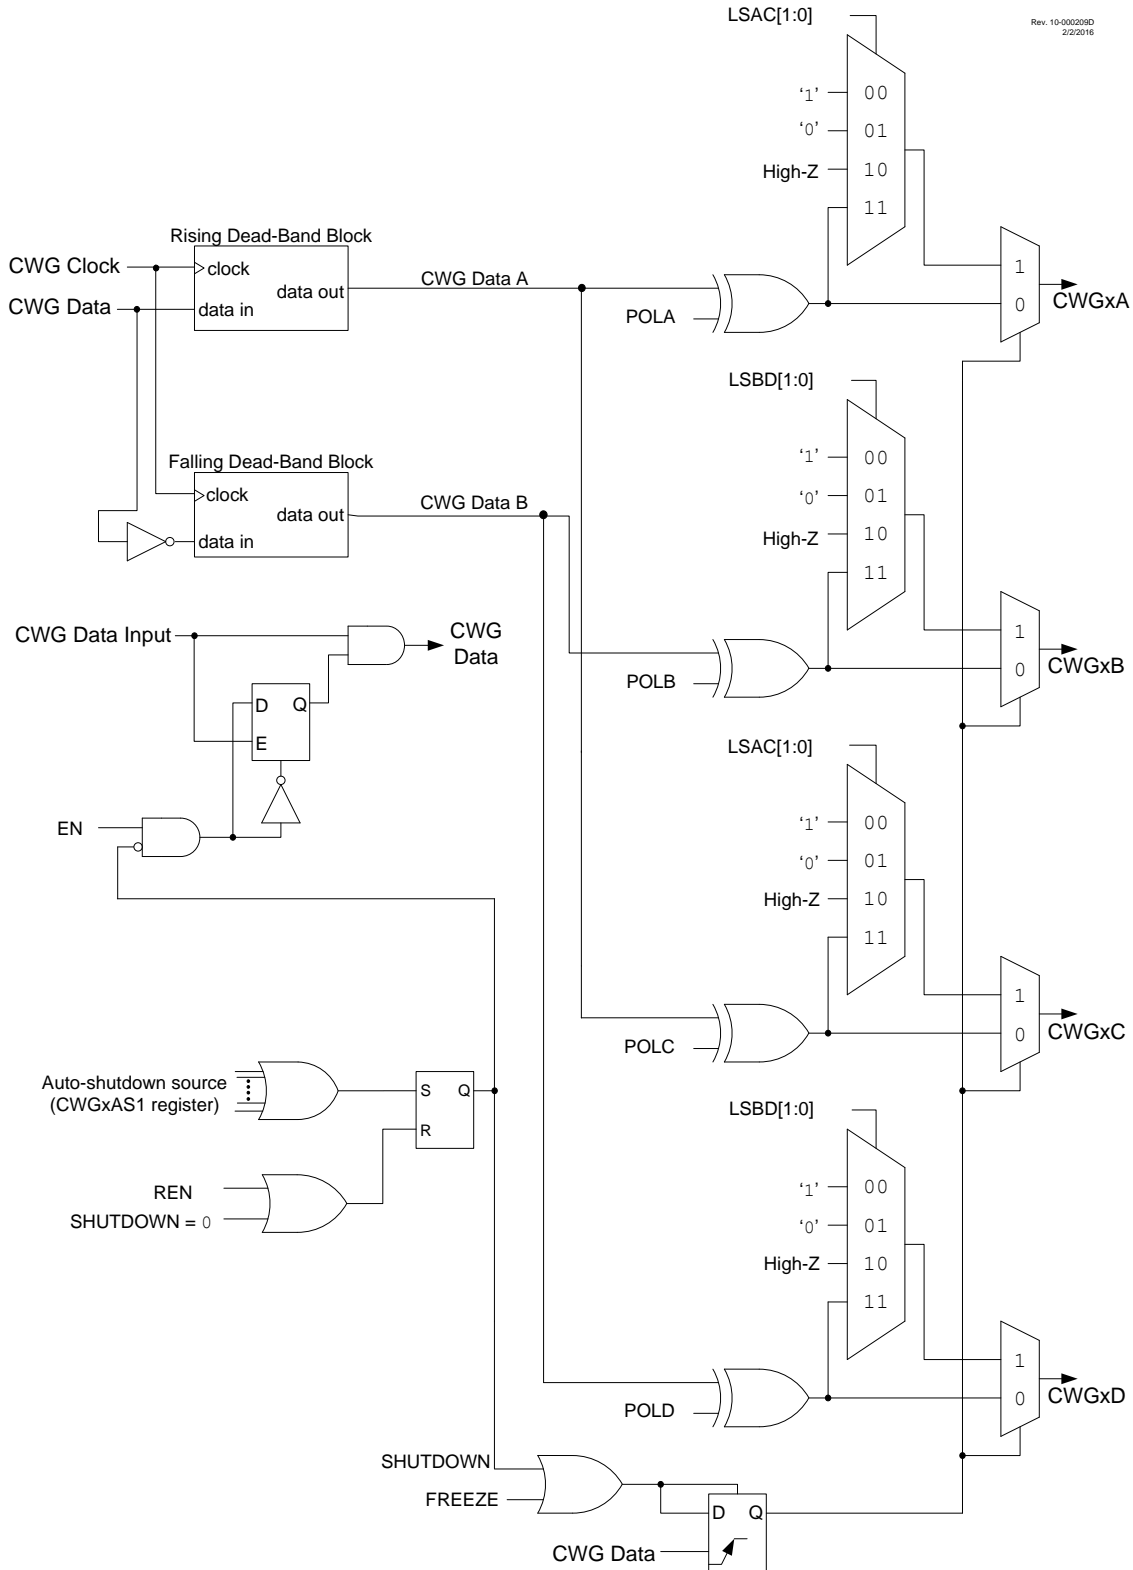 LSAC[1:0]
Rev. 10-000209D
2/2/2016
‘1’
00
‘0’
01
High-Z
10
11
Rising Dead-Band Block
CWG Clock
clock
CWG Data
data in
data out
CWG Data A
POLA
1
0
CWGxA
LSBD[1:0]
‘1’
00
‘0’
01
High-Z
10
11
Falling Dead-Band Block
clock
data out
data in
CWG Data B
POLB
1
0
CWGxB
CWG Data Input
CWG
Data
D
Q
E
EN
LSAC[1:0]
‘1’
00
‘0’
01
High-Z
10
11
POLC
1
0
CWGxC
Auto-shutdown source
(CWGxAS1 register)
S
Q
R
REN
SHUTDOWN = 0
LSBD[1:0]
‘1’
00
‘0’
01
High-Z
10
11
POLD
1
0
CWGxD
SHUTDOWN
FREEZE
D
Q
CWG Data